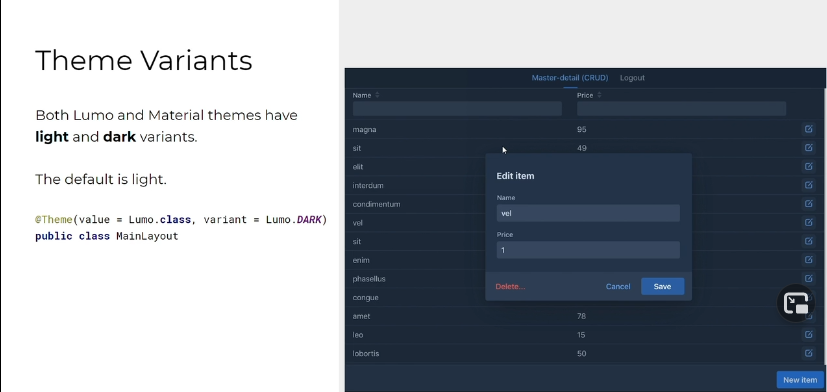 Theme Variants
Both Lumo and Material themes have
light and dark variants.
The default is light.
@Theme(value = Lumo.class, variant = Lumo.DARK)
public class MainLayout
Master-detail (CRUD) Logout
Name Price
magna 95
sit 49
elit
interdum
condimentum
vel
sit
enim
phasellus
congue
amet 78
leo 15
lobortis 50
Edit item
Name
vel
Price
1
Delete... Cancel Save
New item